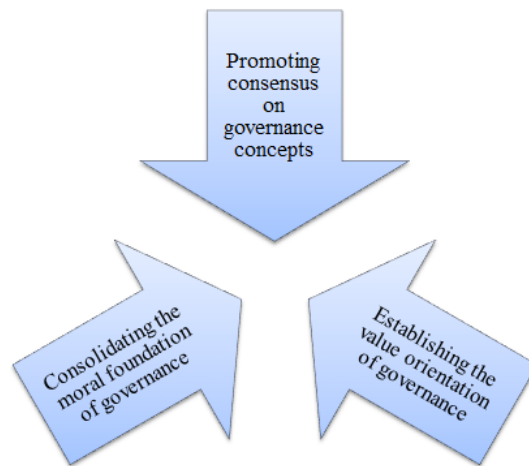 Promoting
consensus
on
governance
concepts
Consolidating the
moral foundation
of governance
Establishing the
value orientation
of governance